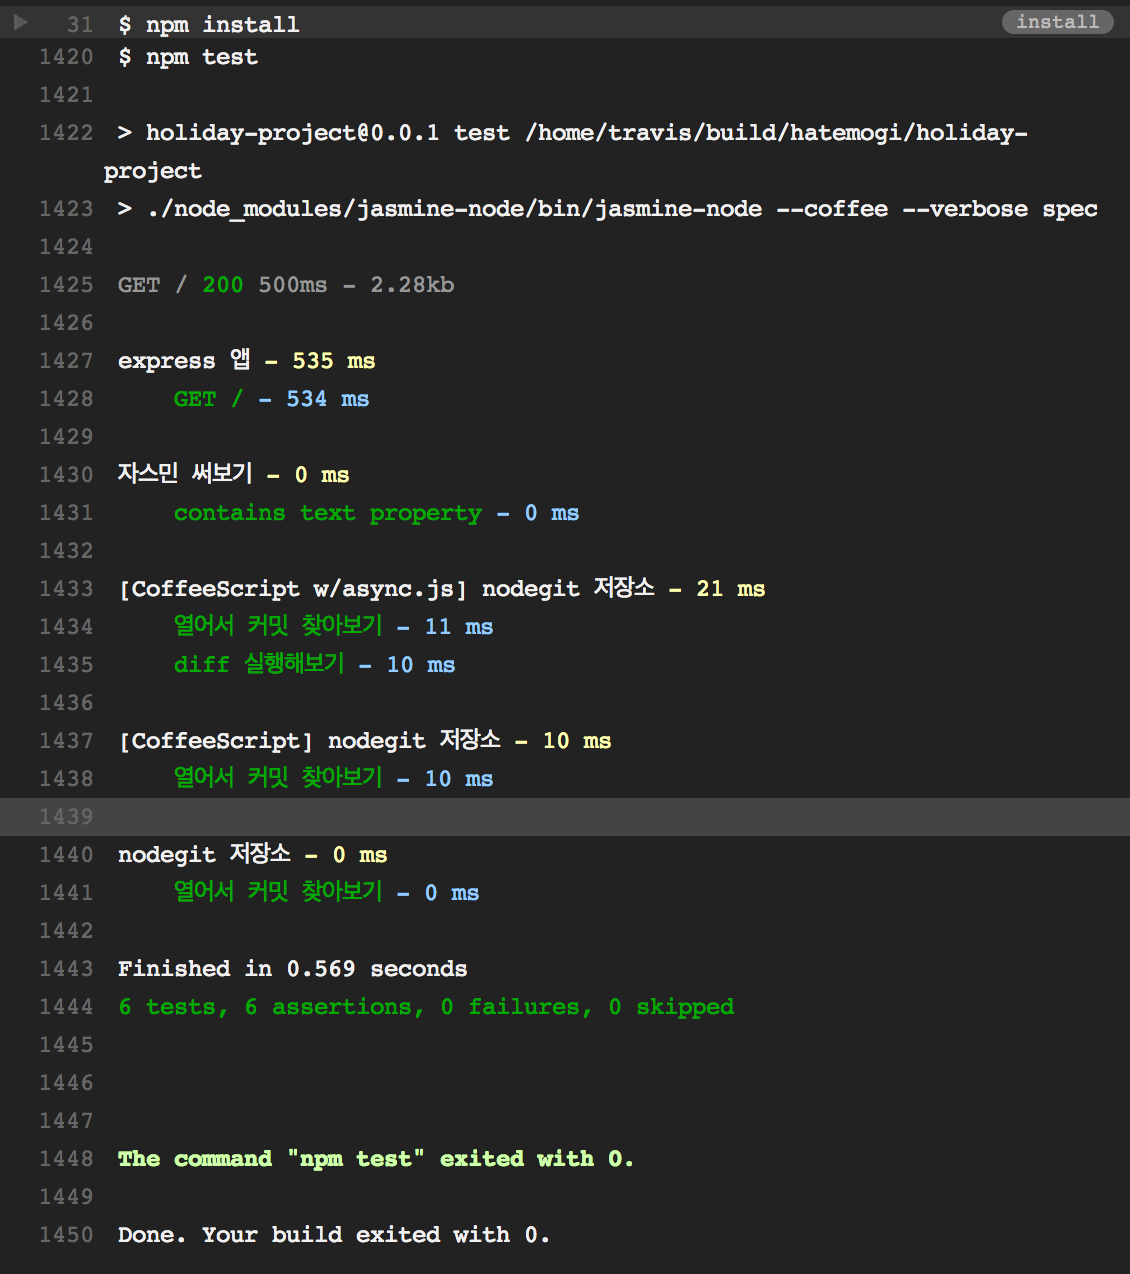 31 $ npm install install
1420 $ npm test
1421
1422 > holiday-project@0.0.1 test /home/travis/build/hatemogi/holiday-
project
1423 > ./node_modules/jasmine-node/bin/jasmine-node --coffee --verbose spec
1424
1425 GET / 200 500ms - 2.28kb
1426
1427 express 앱 - 535 ms
1428 GET / - 534 ms
1429
1430 자스민 써보기 - 0 ms
1431 contains text property - 0 ms
1432
1433 [CoffeeScript w/async.js] nodegit 저장소 - 21 ms
1434 열어서 커밋 찾아보기 - 11 ms
1435 diff 실행해보기 - 10 ms
1436
1437 [CoffeeScript] nodegit 저장소 - 10 ms
1438 열어서 커밋 찾아보기 - 10 ms
1439
1440 nodegit 저장소 - 0 ms
1441 열어서 커밋 찾아보기 - 0 ms
1442
1443 Finished in 0.569 seconds
1444 6 tests, 6 assertions, 0 failures, 0 skipped
1445
1446
1447
1448 The command "npm test" exited with 0.
1449
1450 Done. Your build exited with 0.